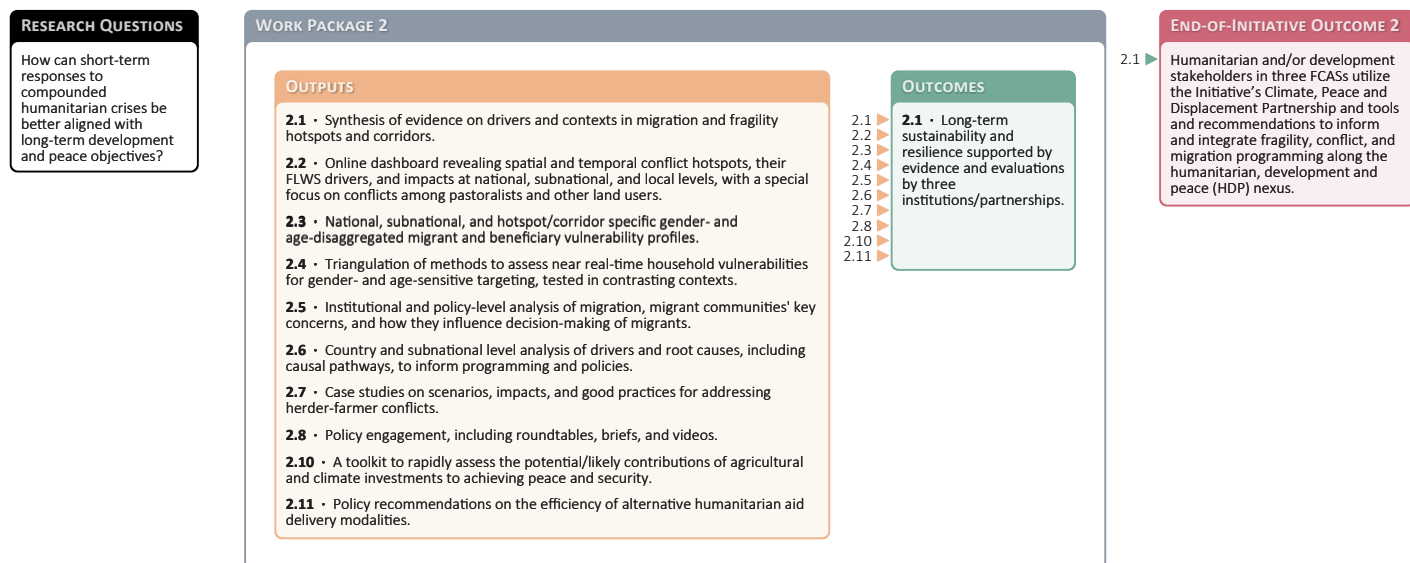 RESEARCH QUESTIONS
How can short-term
responses to
compounded
humanitarian crises be
better aligned with
long-term development
and peace objectives?
WORK PACKAGE 2
OUTPUTS
2.1 · Synthesis of evidence on drivers and contexts in migration and fragility
hotspots and corridors.
2.2 · Online dashboard revealing spatial and temporal conflict hotspots, their
FLWS drivers, and impacts at national, subnational, and local levels, with a special
focus on conflicts among pastoralists and other land users.
2.3 · National, subnational, and hotspot/corridor specific gender- and
age-disaggregated migrant and beneficiary vulnerability profiles.
2.4 · Triangulation of methods to assess near real-time household vulnerabilities
for gender- and age-sensitive targeting, tested in contrasting contexts.
2.5 · Institutional and policy-level analysis of migration, migrant communities' key
concerns, and how they influence decision-making of migrants.
2.6 · Country and subnational level analysis of drivers and root causes, including
causal pathways, to inform programming and policies.
2.7 · Case studies on scenarios, impacts, and good practices for addressing
herder-farmer conflicts.
2.8 · Policy engagement, including roundtables, briefs, and videos.
2.10 · A toolkit to rapidly assess the potential/likely contributions of agricultural
and climate investments to achieving peace and security.
2.11 · Policy recommendations on the efficiency of alternative humanitarian aid
delivery modalities.
2.1
2.2
2.3
2.4
2.5
2.6
2.7
2.8
2.10
2.11
OUTCOMES
2.1 · Long-term
sustainability and
resilience supported by
evidence and evaluations
by three
institutions/partnerships.
2.1
END-OF-INITIATIVE OUTCOME 2
Humanitarian and/or development
stakeholders in three FCASs utilize
the Initiative's Climate, Peace and
Displacement Partnership and tools
and recommendations to inform
and integrate fragility, conflict, and
migration programming along the
humanitarian, development and
peace (HDP) nexus.